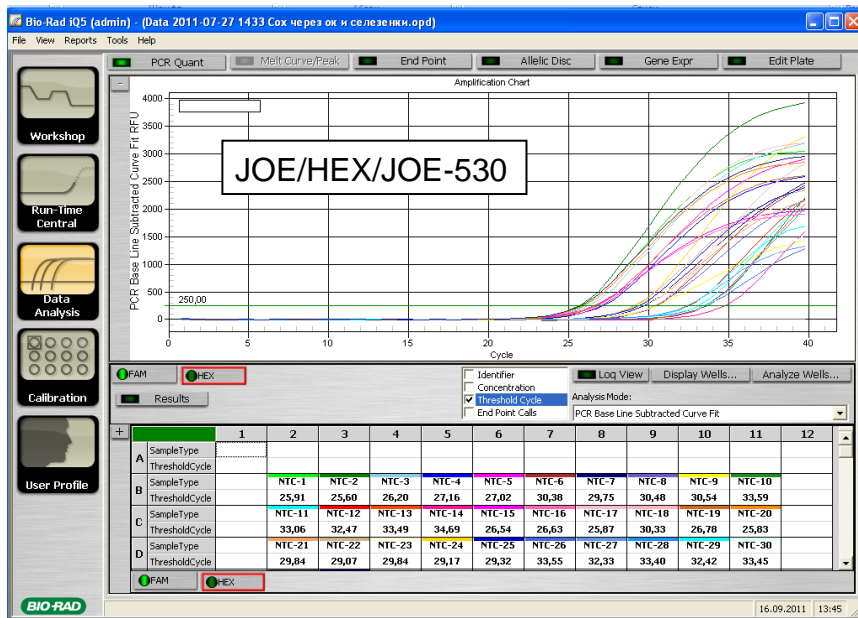 Bio-Rad iQ5 (admin) - (Data 2011-07-27 1433 Cox через ок и селезенки.opd)
File View Reports Tools Help
PCR Quant Melt Curve/Peak End Point Allelic Disc Gene Expr Edit Plate
Workshop
Run-Time
Central
Data
Analysis
Calibration
User Profile
BIO-RAD
-
Amplification Chart
JOE/HEX/JOE-530
PCR Base Line Subtracted Curve Fit RFU
4000
3500
3000
2500
2000
1500
1000
500
0
250,00
0 5 10 15 20 25 30 35 40
Cycle
FAM HEX
Results
Identifier
Concentration
Threshold Cycle
End Point Calls
Log View Display Wells... Analyze Wells...
Analysis Mode:
PCR Base Line Subtracted Curve Fit
+ 1 2 3 4 5 6 7 8 9 10 11 12
A SampleType
ThresholdCycle
B SampleType NTC-1 NTC-2 NTC-3 NTC-4 NTC-5 NTC-6 NTC-7 NTC-8 NTC-9 NTC-10
ThresholdCycle 25,91 25,60 26,20 27,16 27,02 30,38 29,75 30,48 30,54 33,59
C SampleType NTC-11 NTC-12 NTC-13 NTC-14 NTC-15 NTC-16 NTC-17 NTC-18 NTC-19 NTC-20
ThresholdCycle 33,06 32,47 33,49 34,69 26,54 26,63 25,87 30,33 26,78 25,83
D SampleType NTC-21 NTC-22 NTC-23 NTC-24 NTC-25 NTC-26 NTC-27 NTC-28 NTC-29 NTC-30
ThresholdCycle 29,84 29,07 29,84 29,17 29,32 33,55 32,33 33,40 32,42 33,45
FAM HEX
16.09.2011 13:45